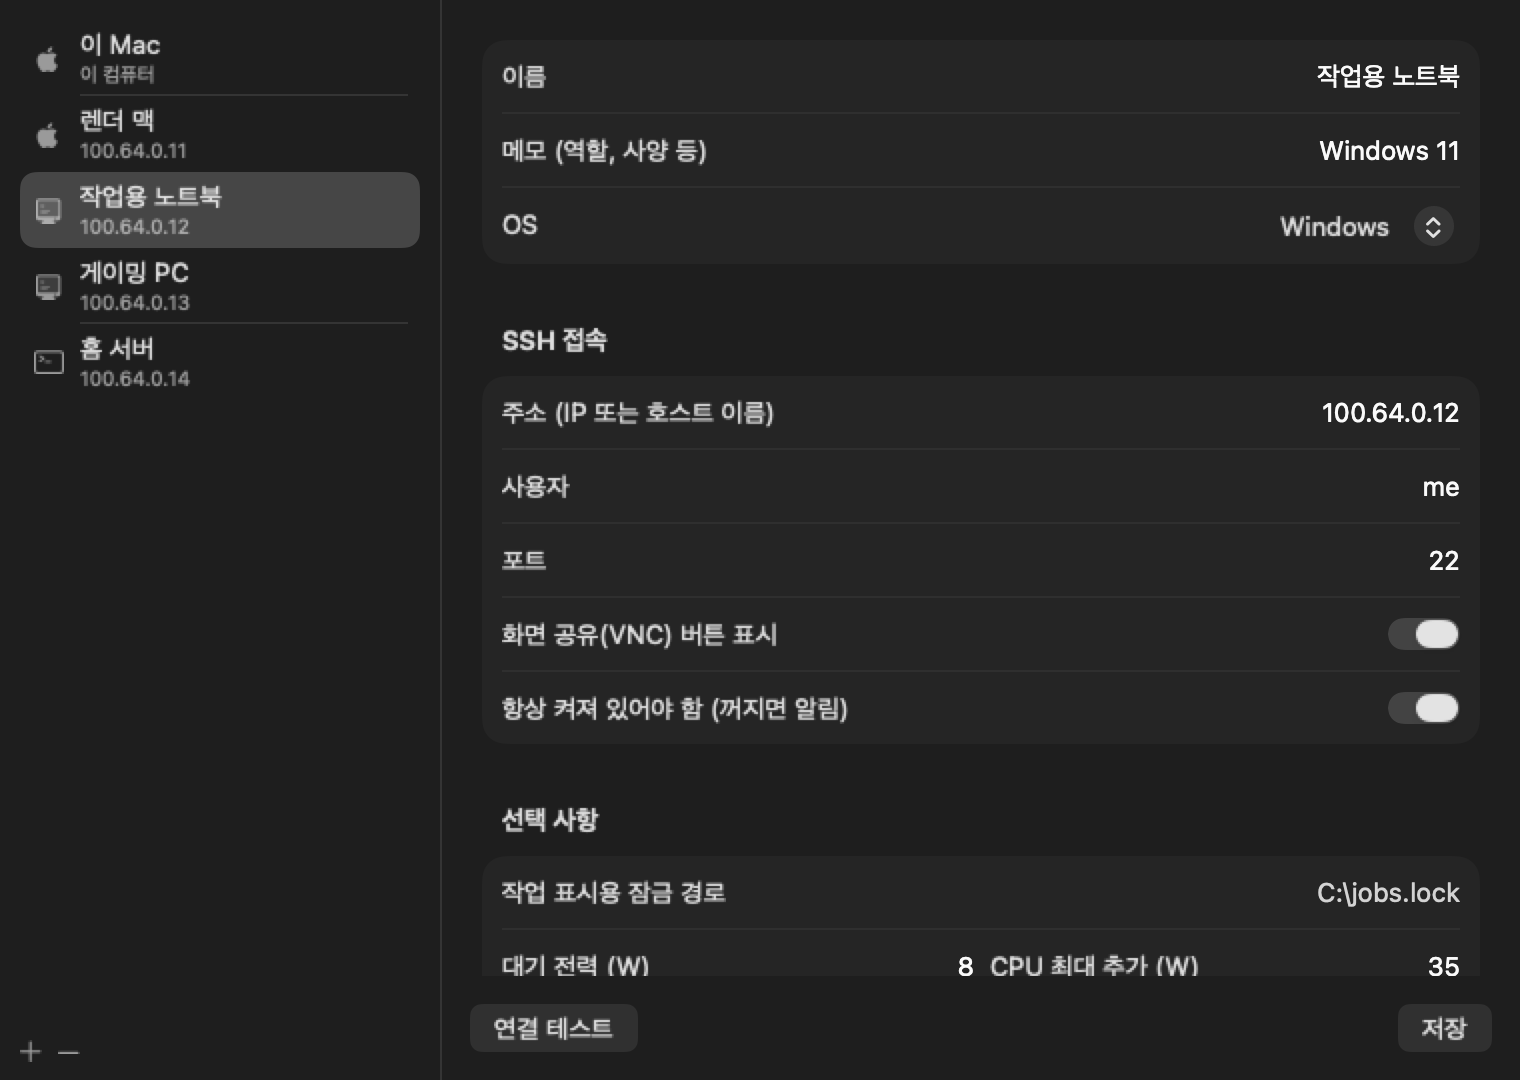 이 Mac
이 컴퓨터
렌더 맥
100.64.0.11
작업용 노트북
100.64.0.12
게이밍 PC
100.64.0.13
홈 서버
100.64.0.14
이름 작업용 노트북
메모 (역할, 사양 등) Windows 11
OS Windows
SSH 접속
주소 (IP 또는 호스트 이름) 100.64.0.12
사용자 me
포트 22
화면 공유(VNC) 버튼 표시
항상 켜져 있어야 함 (꺼지면 알림)
선택 사항
작업 표시용 잠금 경로 C:\jobs.lock
대기 전력 (W) 8 CPU 최대 추가 (W) 35
연결 테스트 저장